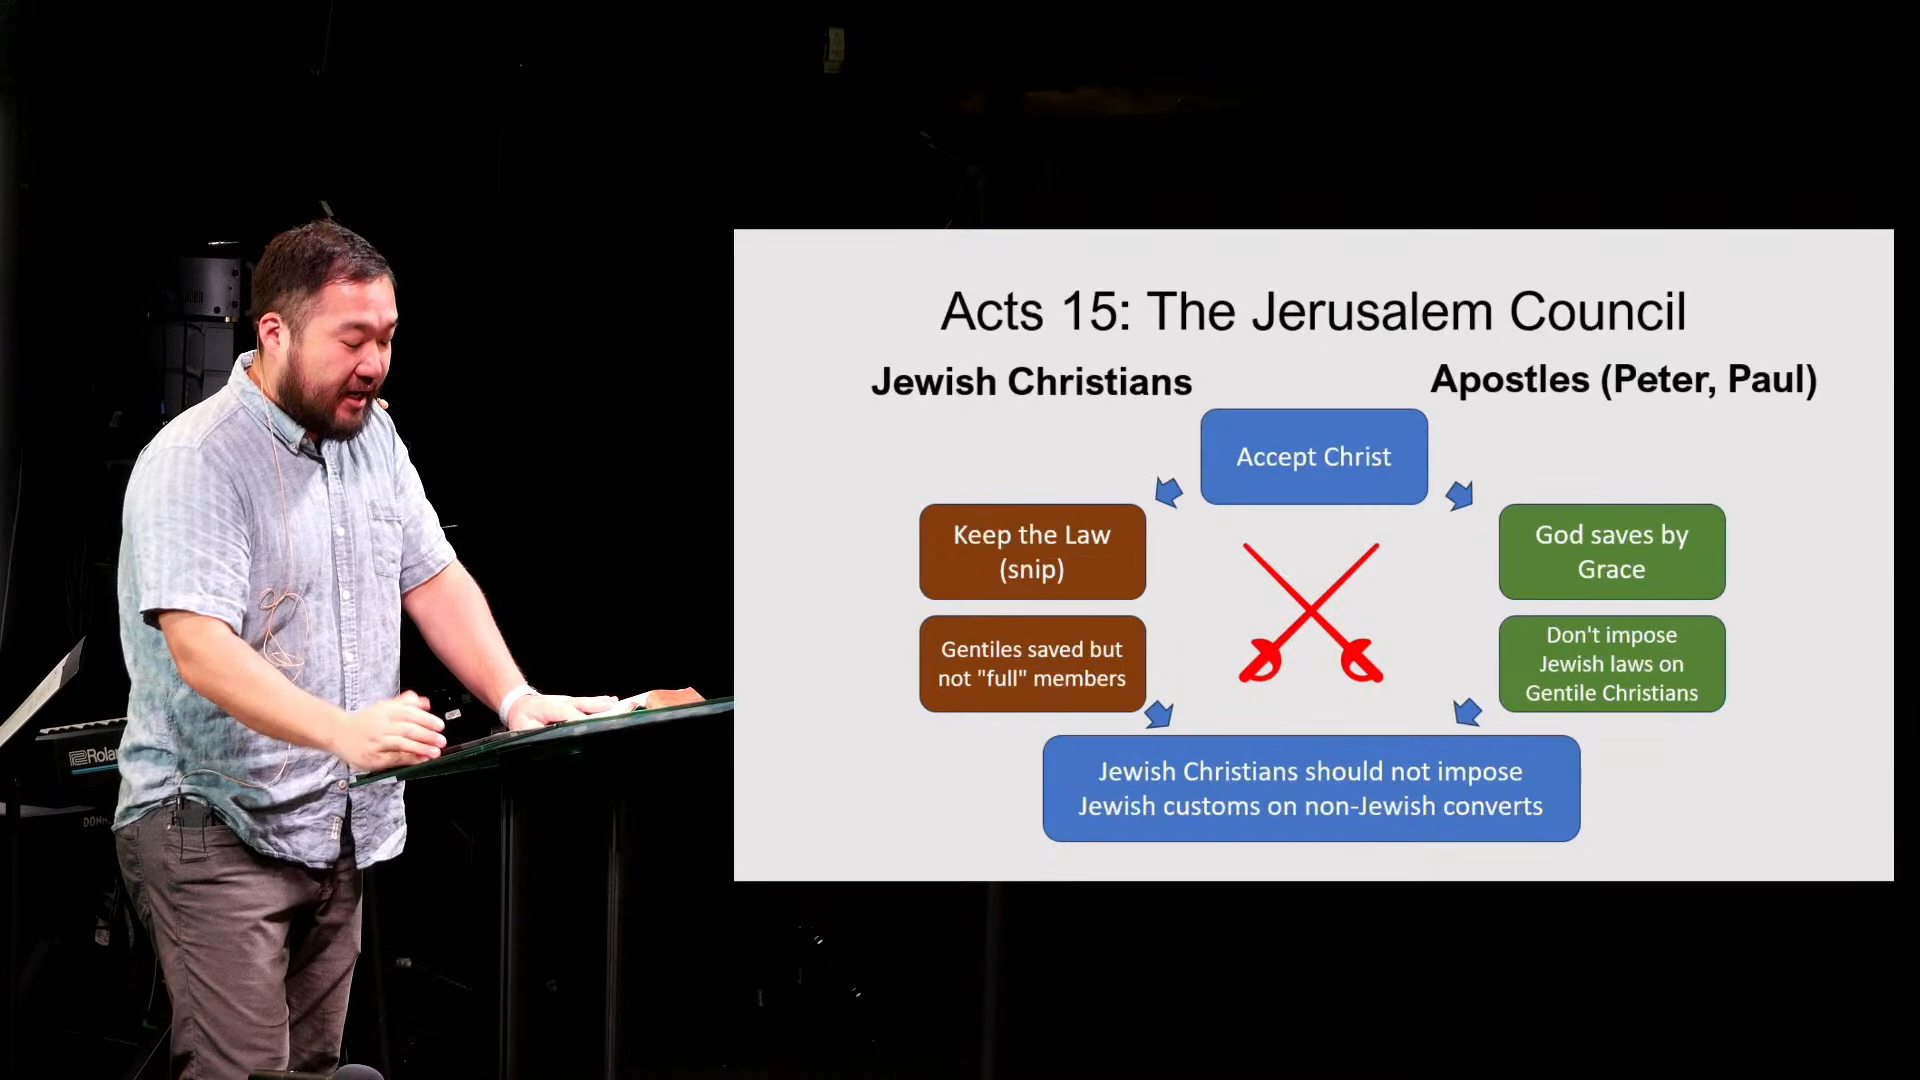 Acts 15: The Jerusalem Council
Jewish Christians
Apostles (Peter, Paul)
Accept Christ
Keep the Law
(snip)
God saves by
Grace
Gentiles saved but
not "full" members
Don't impose
Jewish laws on
Gentile Christians
Jewish Christians should not impose
Jewish customs on non-Jewish converts
Roland